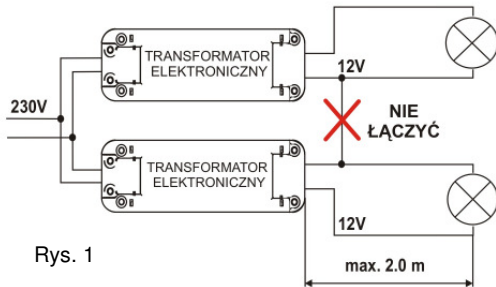 TRANSFORMATOR
ELEKTRONICZNY
12V
230V
NIE
ŁĄCZYĆ
TRANSFORMATOR
ELEKTRONICZNY
12V
Rys. 1
max. 2.0 m